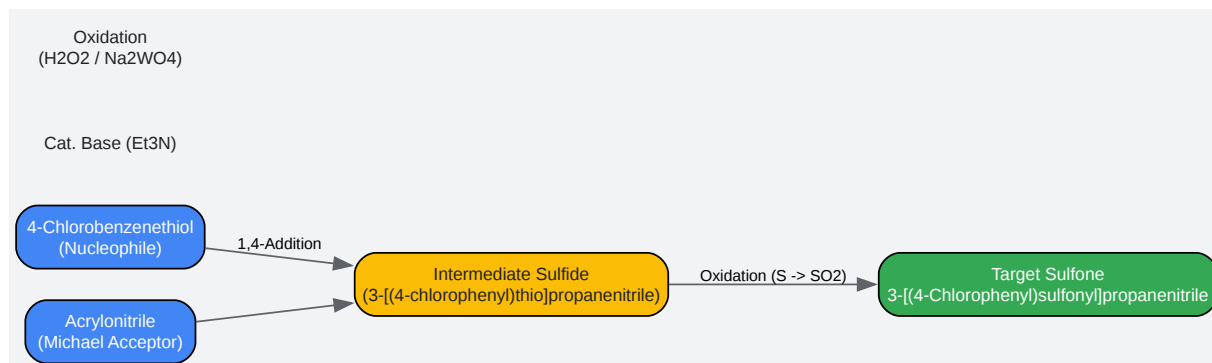 Oxidation
(H2O2 / Na2WO4)
Cat. Base (Et3N)
4-Chlorobenzenethiol
(Nucleophile)
1,4-Addition
Acrylonitrile
(Michael Acceptor)
Intermediate Sulfide
(3-[(4-chlorophenyl)thio]propanenitrile)
Oxidation (S -> SO2)
Target Sulfone
3-[(4-Chlorophenyl)sulfonyl]propanenitrile